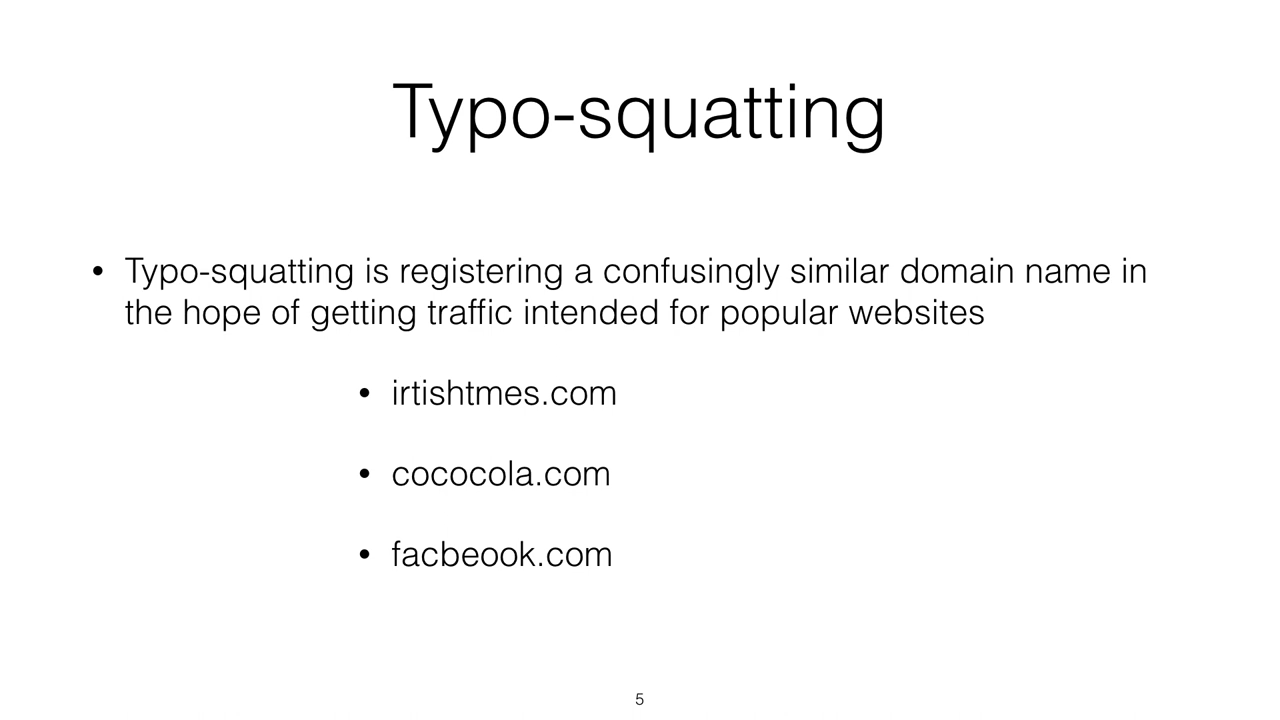 Typo-squatting
• Typo-squatting is registering a confusingly similar domain name in
the hope of getting traffic intended for popular websites
• irtishtmes.com
• cococola.com
• facbeook.com
5